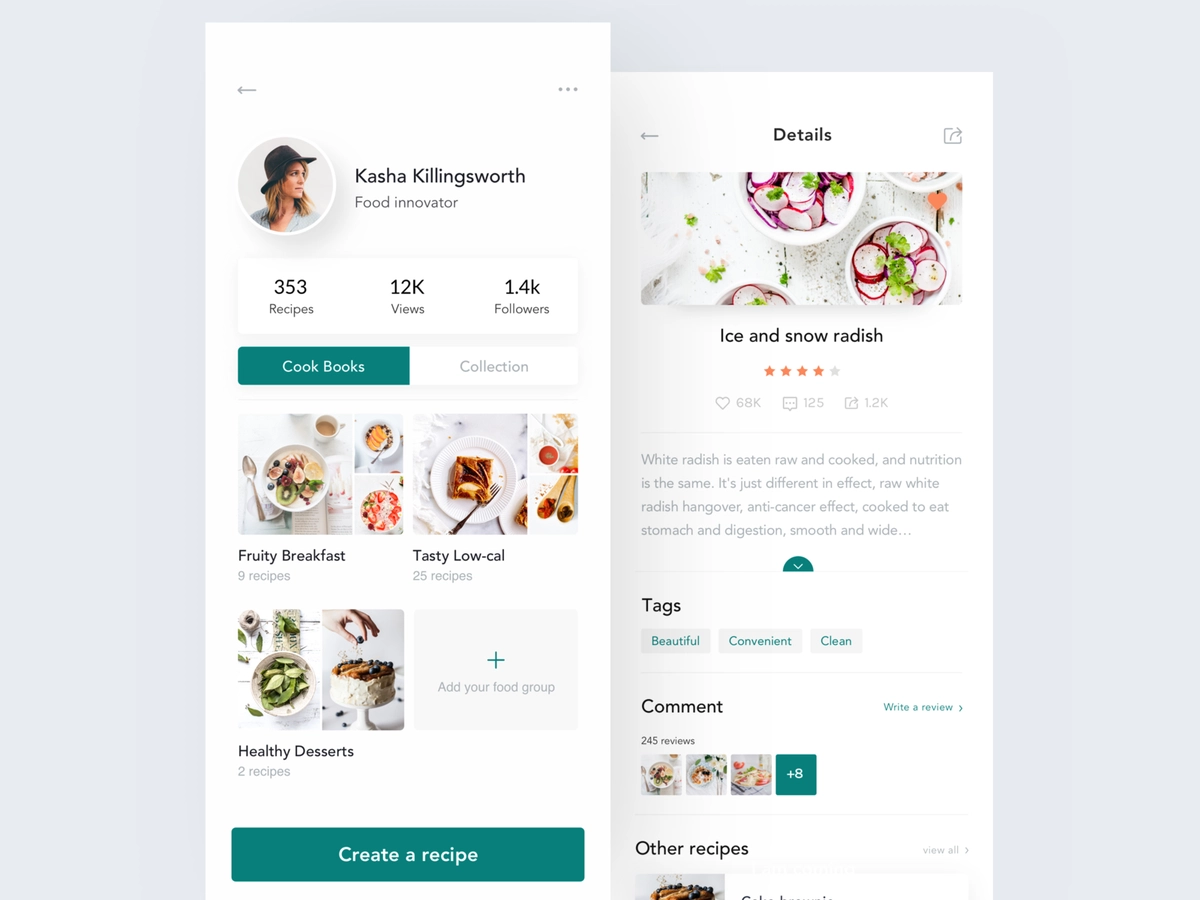 Kasha Killingsworth
Food innovator
353
12K
1.4k
Recipes
Views
Followers
Cook Books
Collection
Fruity Breakfast
9 recipes
Tasty Low-cal
25 recipes
Add your food group
Healthy Desserts
2 recipes
Create a recipe
Details
Ice and snow radish
68K
125
1.2K
White radish is eaten raw and cooked, and nutrition
is the same. It's just different in effect, raw white
radish hangover, anti-cancer effect, cooked to eat
stomach and digestion, smooth and wide...
Tags
Beautiful
Convenient
Clean
Comment
Write a review
245 reviews
+8
Other recipes
view all